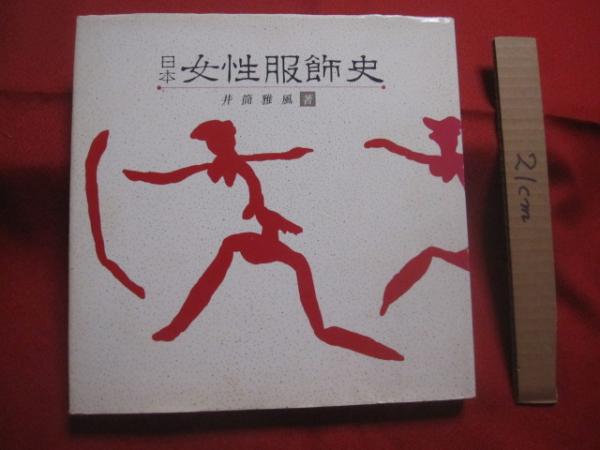 日本 女性服飾史
井筒雅風 著
21cm